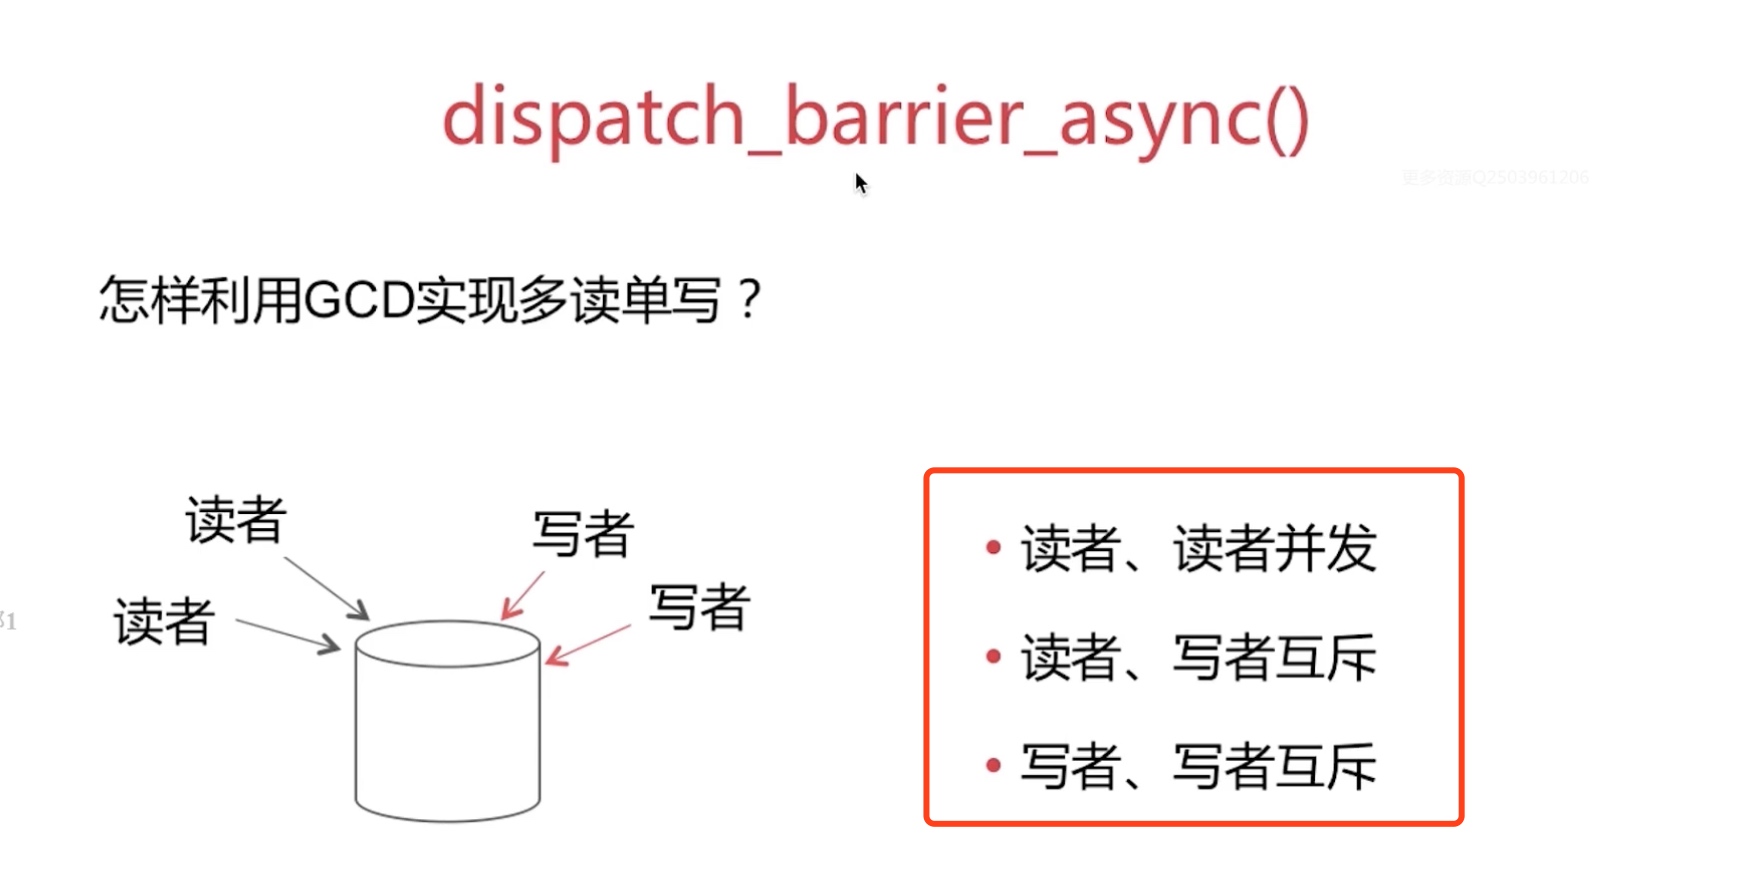 dispatch_barrier_async()
更多资源Q2503961206
怎样利用GCD实现多读单写？
读者
写者
读者
写者
• 读者、读者并发
• 读者、写者互斥
• 写者、写者互斥